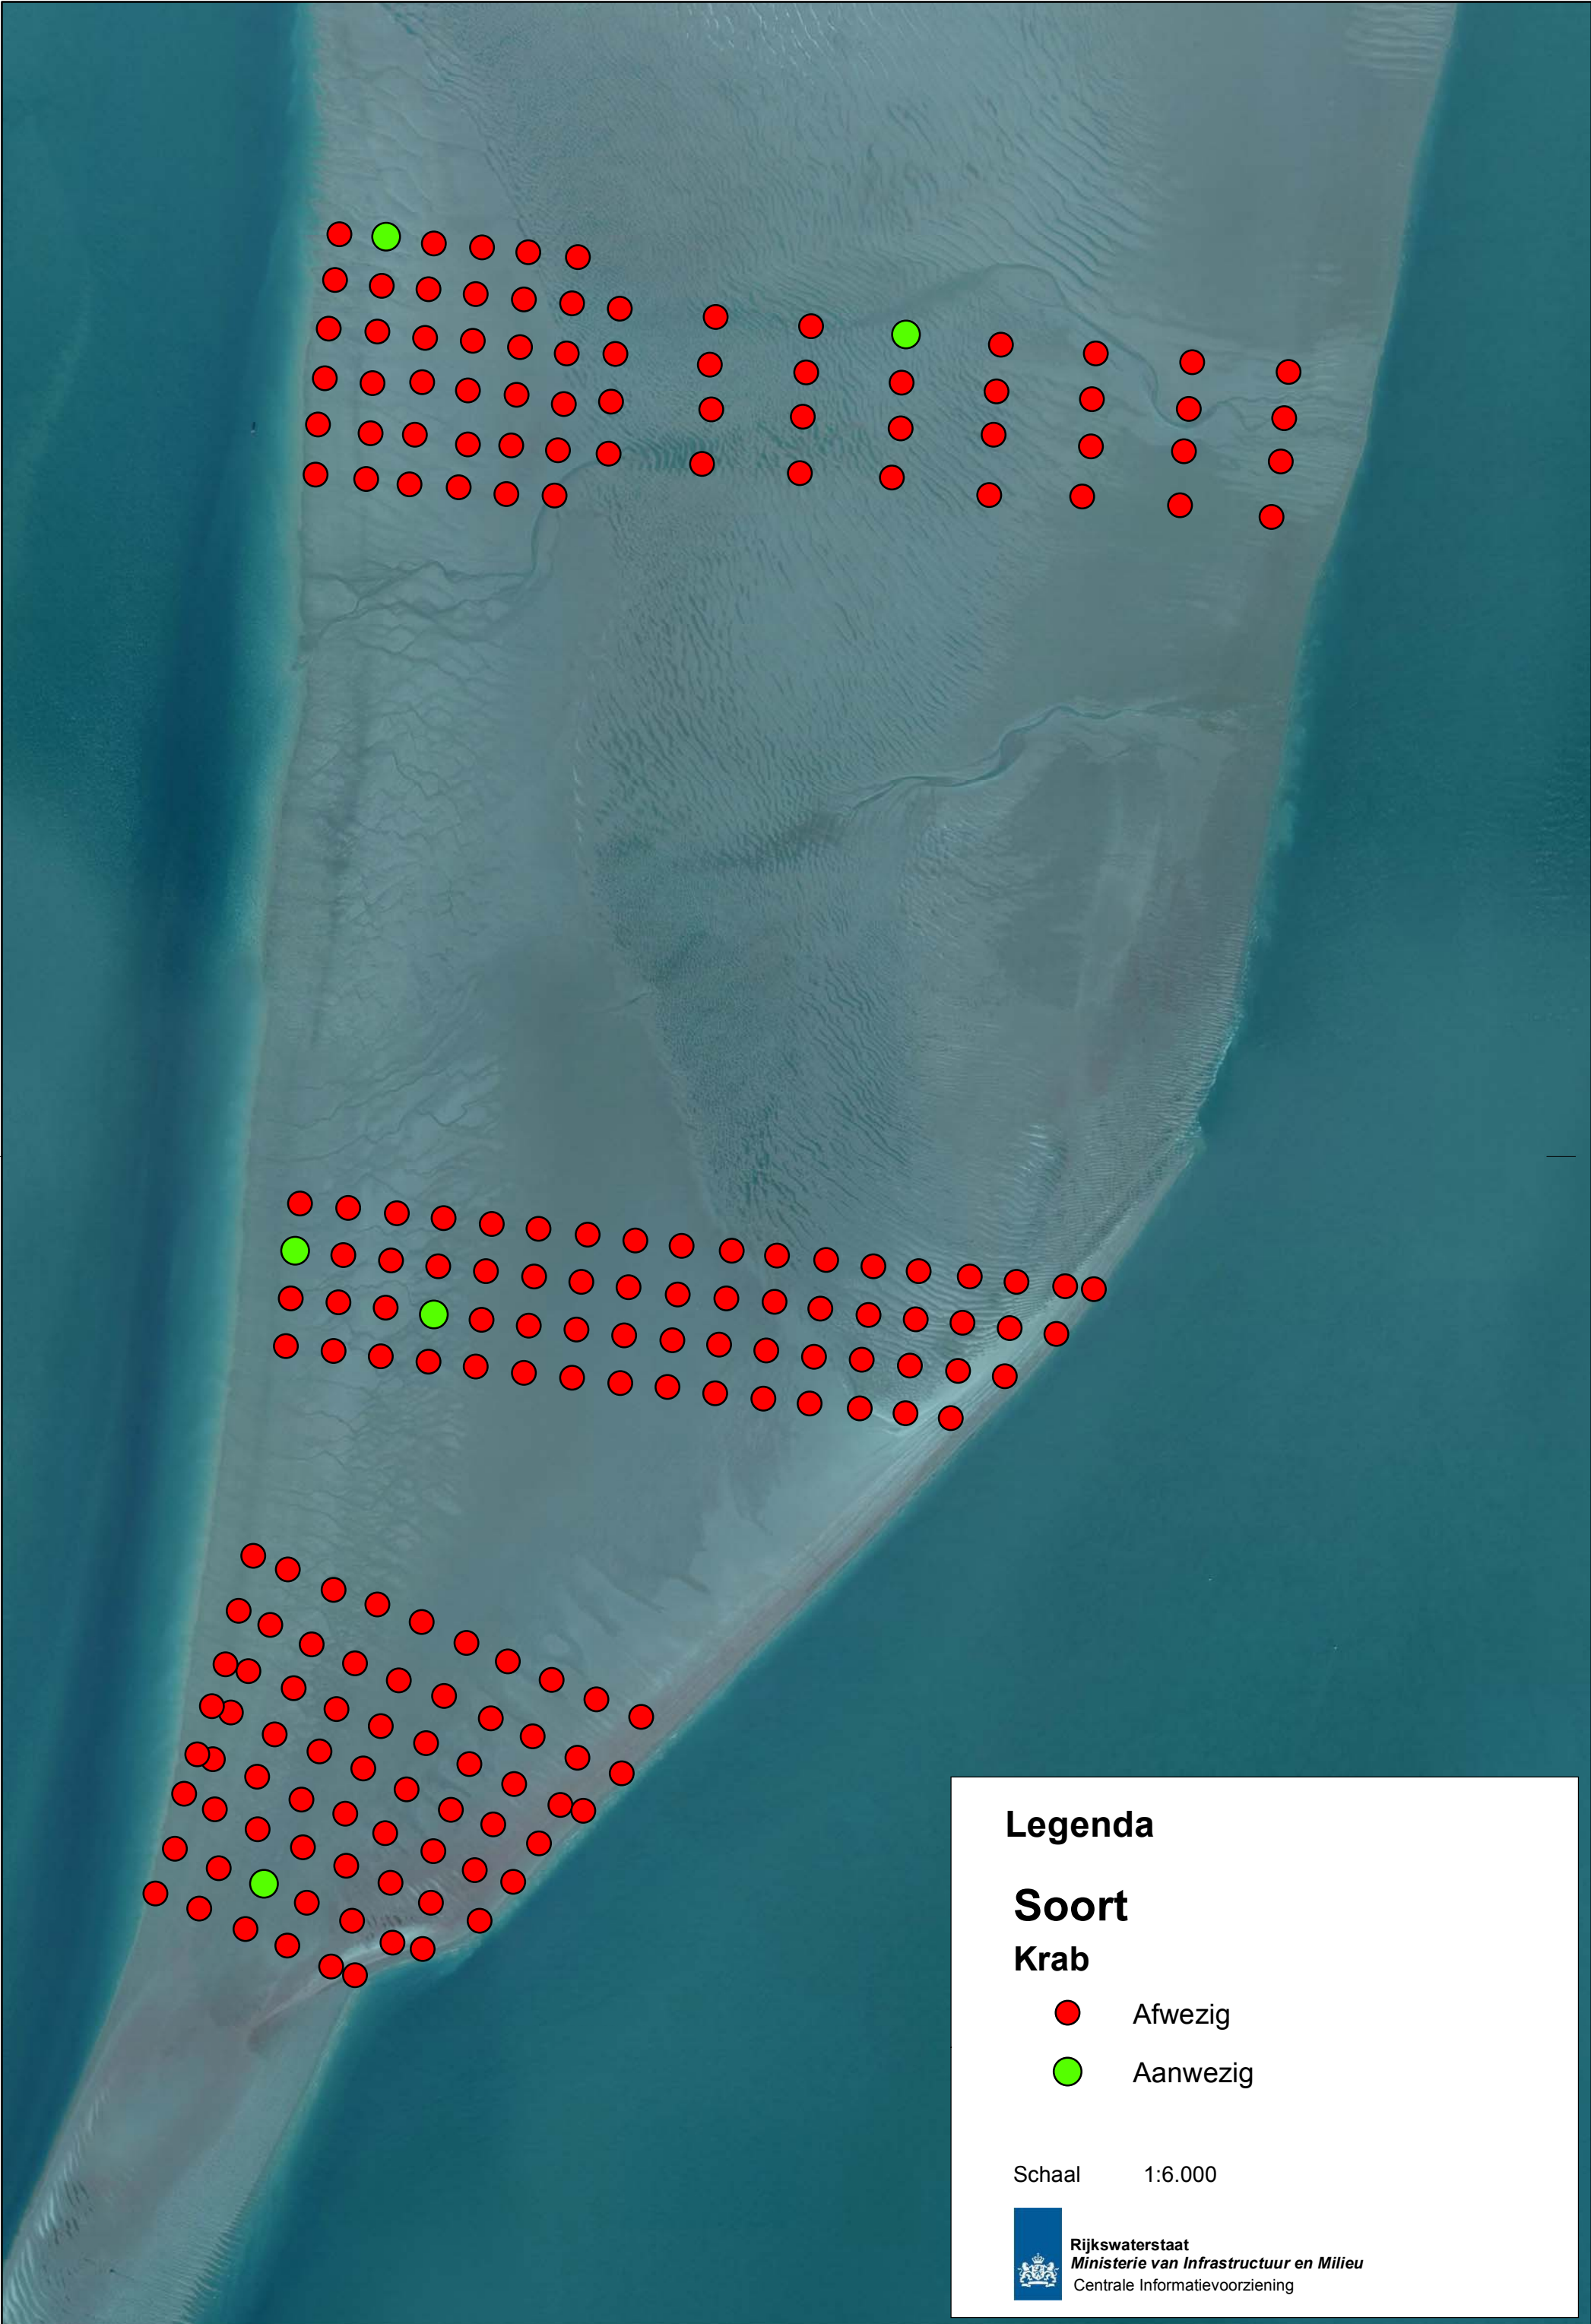 Legenda
Soort
Krab
Afwezig
Aanwezig
Schaal 1:6.000
Rijkswaterstaat
Ministerie van Infrastructuur en Milieu
Centrale Informatievoorziening